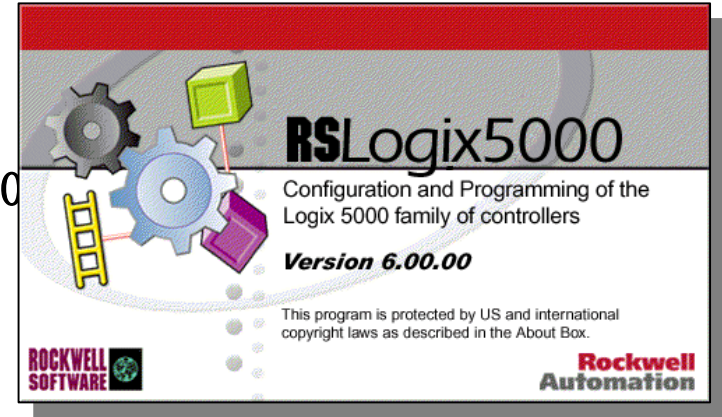 RSLogix5000
Configuration and Programming of the
Logix 5000 family of controllers
Version 6.00.00
This program is protected by US and international
copyright laws as described in the About Box.
ROCKWELL
SOFTWARE
Rockwell
Automation